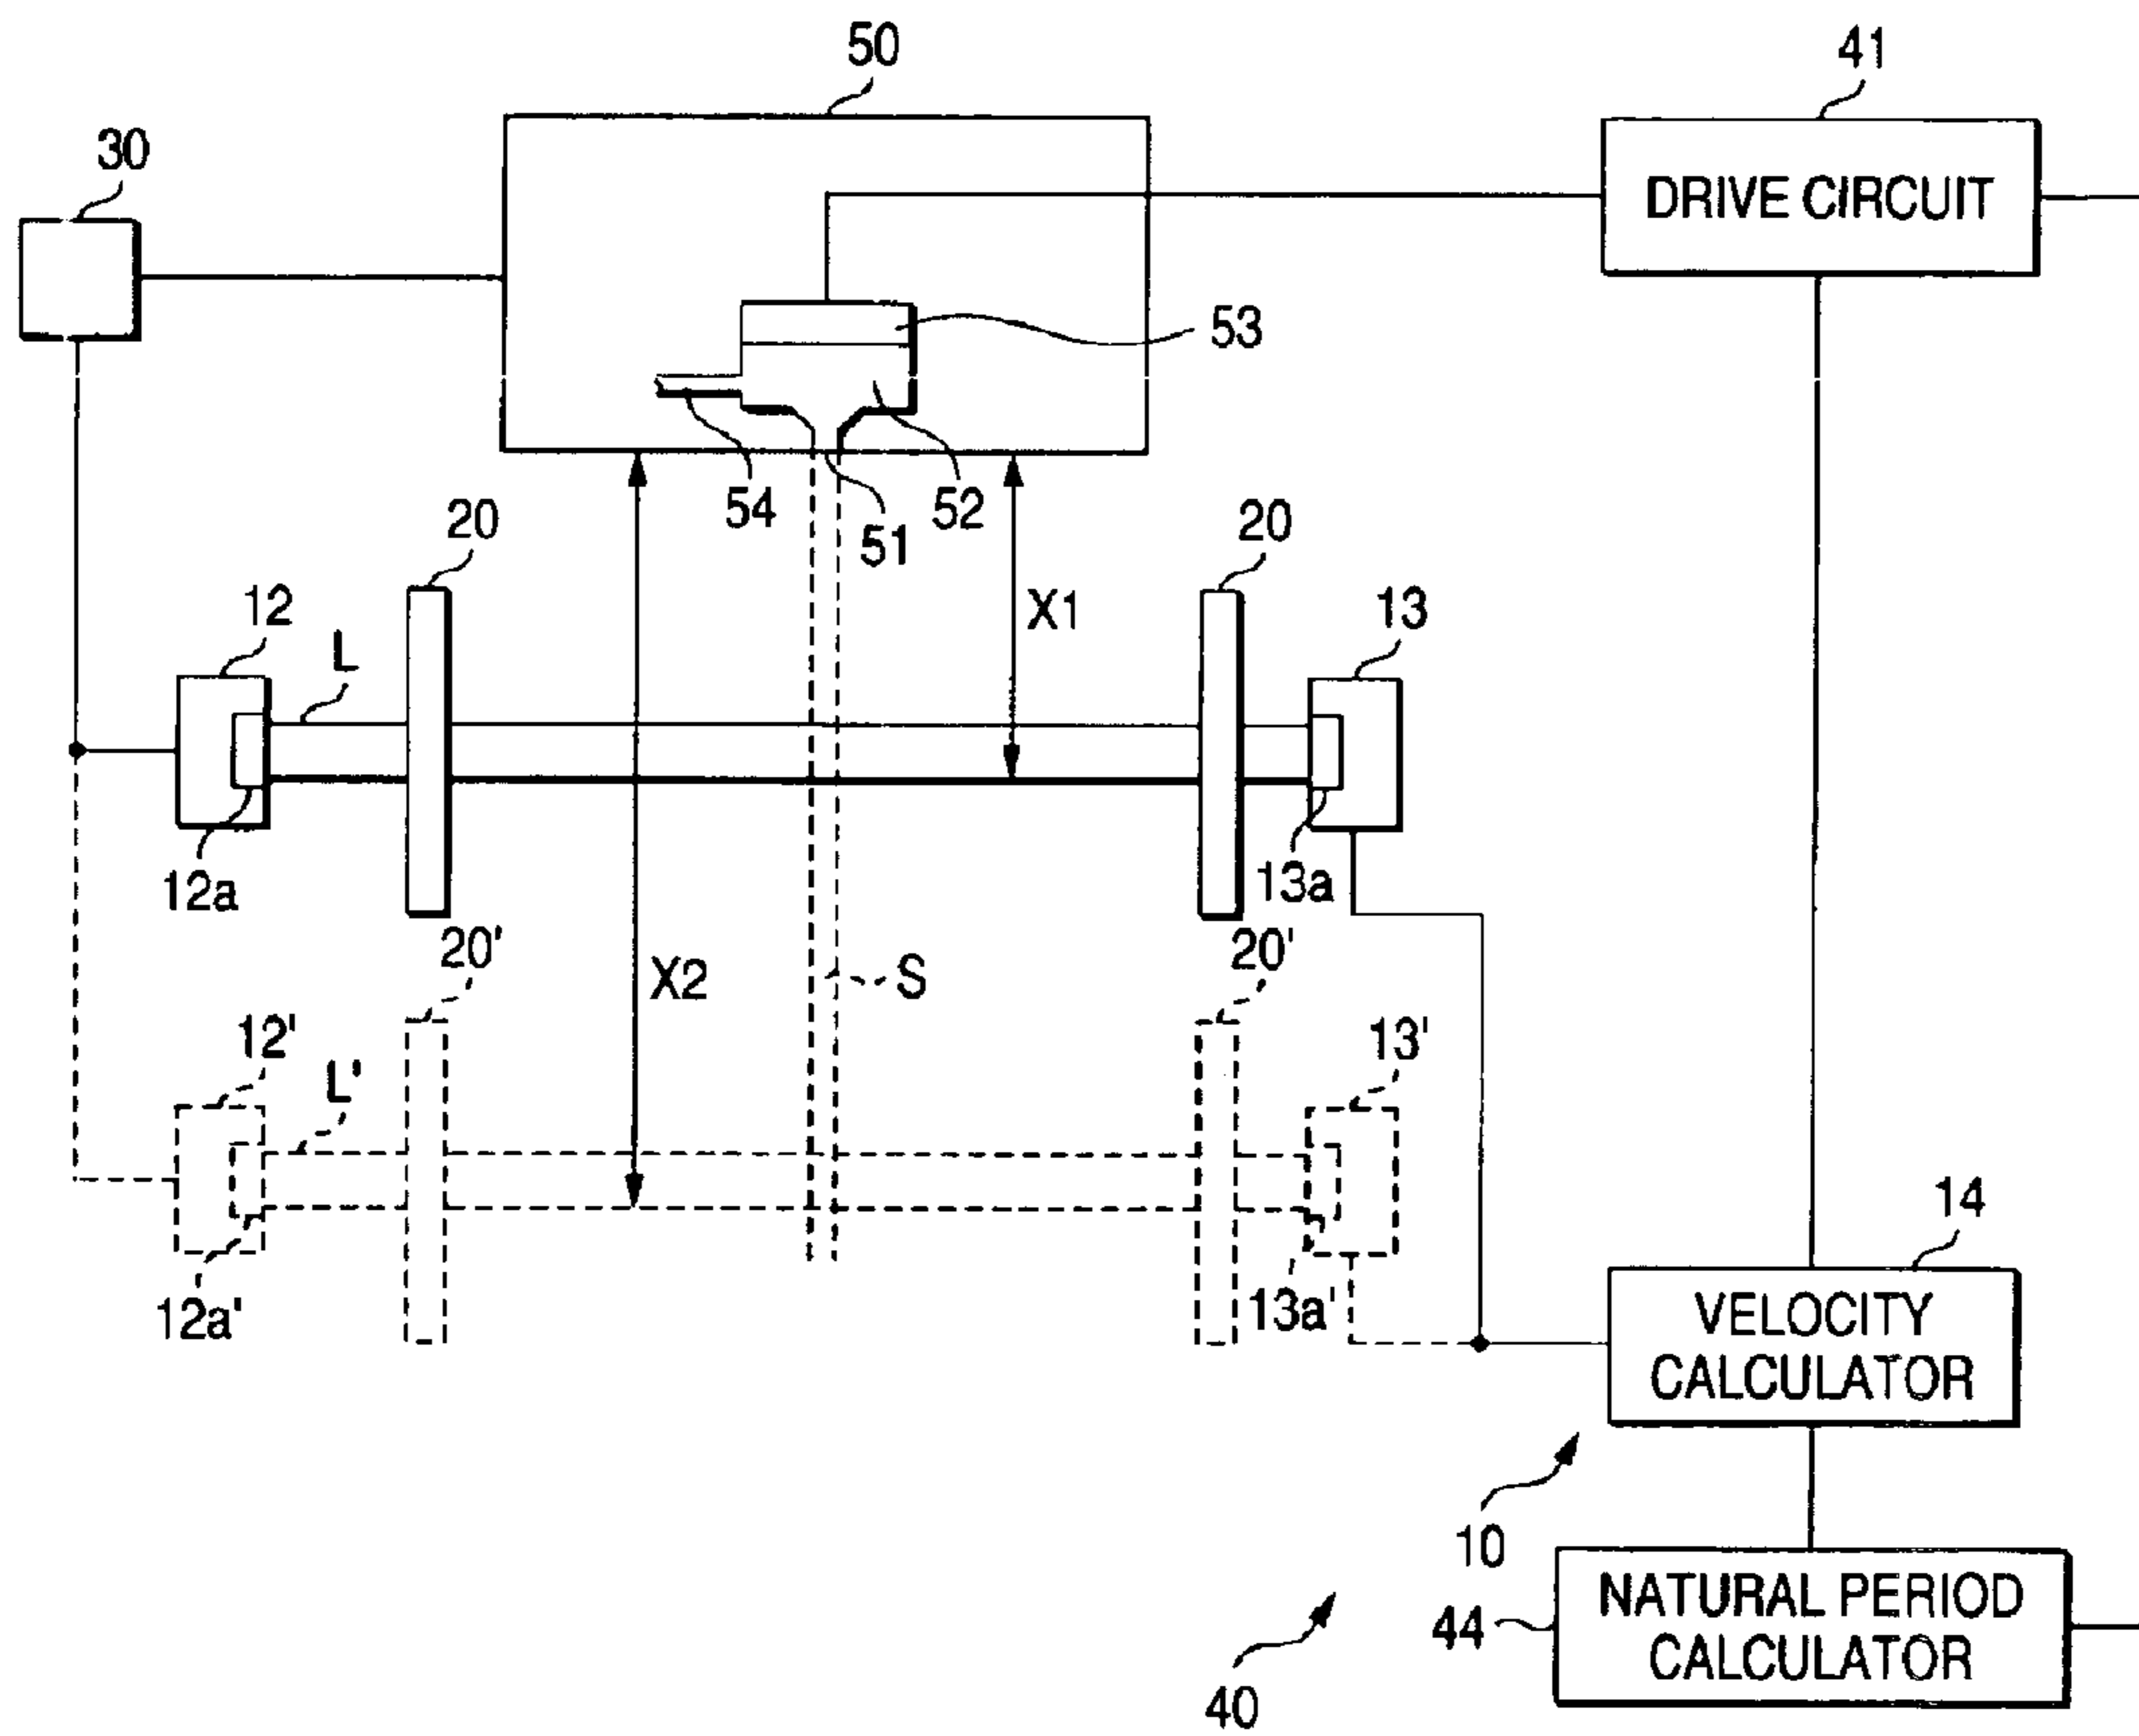 50
41
30
DRIVE CIRCUIT
53
54
51
52
20
20
12
L
X1
13
12a
13a
20'
20'
X2
S
12'
L'
13'
14
12a'
13a'
VELOCITY
CALCULATOR
10
NATURAL PERIOD
CALCULATOR
44
40